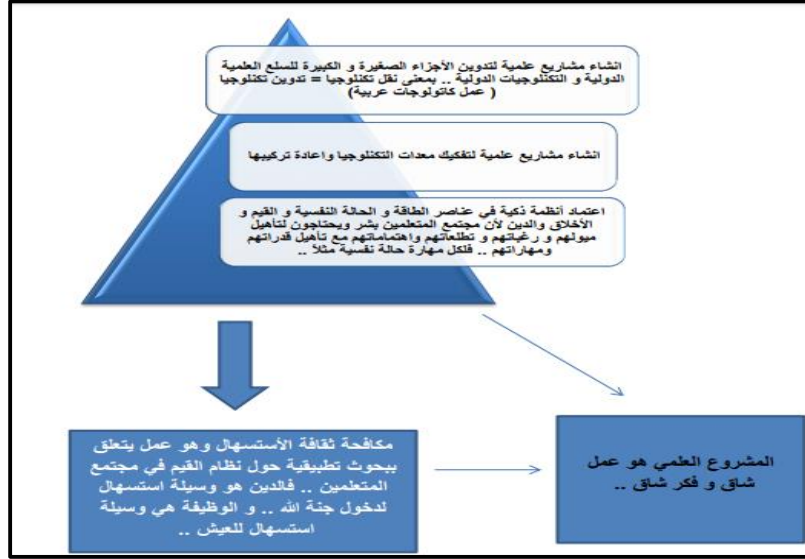 انشاء مشاريع علمية لتدوين الأجزاء الصغيرة و الكبيرة للسلع العلمية
الدولية و التكنلوجيات الدولية .. بمعنى نقل تكنلوجيا = تدوين تكنلوجيا
( عمل كاتولوجات عربية)
انشاء مشاريع علمية لتفكيك معدات التكنلوجيا واعادة تركيبها
اعتماد أنظمة ذكية في عناصر الطاقة و الحالة النفسية و القيم و
الأخلاق والدين لأن مجتمع المتعلمين بشر ويحتاجون لتأهيل
ميولهم و رغباتهم و تطلعاتهم واهتماماتهم مع تأهيل قدراتهم
ومهاراتهم .. فلكل مهارة حالة نفسية مثلاً ..
مكافحة ثقافة الأستسهال وهو عمل يتعلق
ببحوث تطبيقية حول نظام القيم في مجتمع
المتعلمين .. فالدين هو وسيلة استسهال
لدخول جنة الله .. و الوظيفة هي وسيلة
استسهال للعيش ..
المشروع العلمي هو عمل
شاق و فكر شاق ..